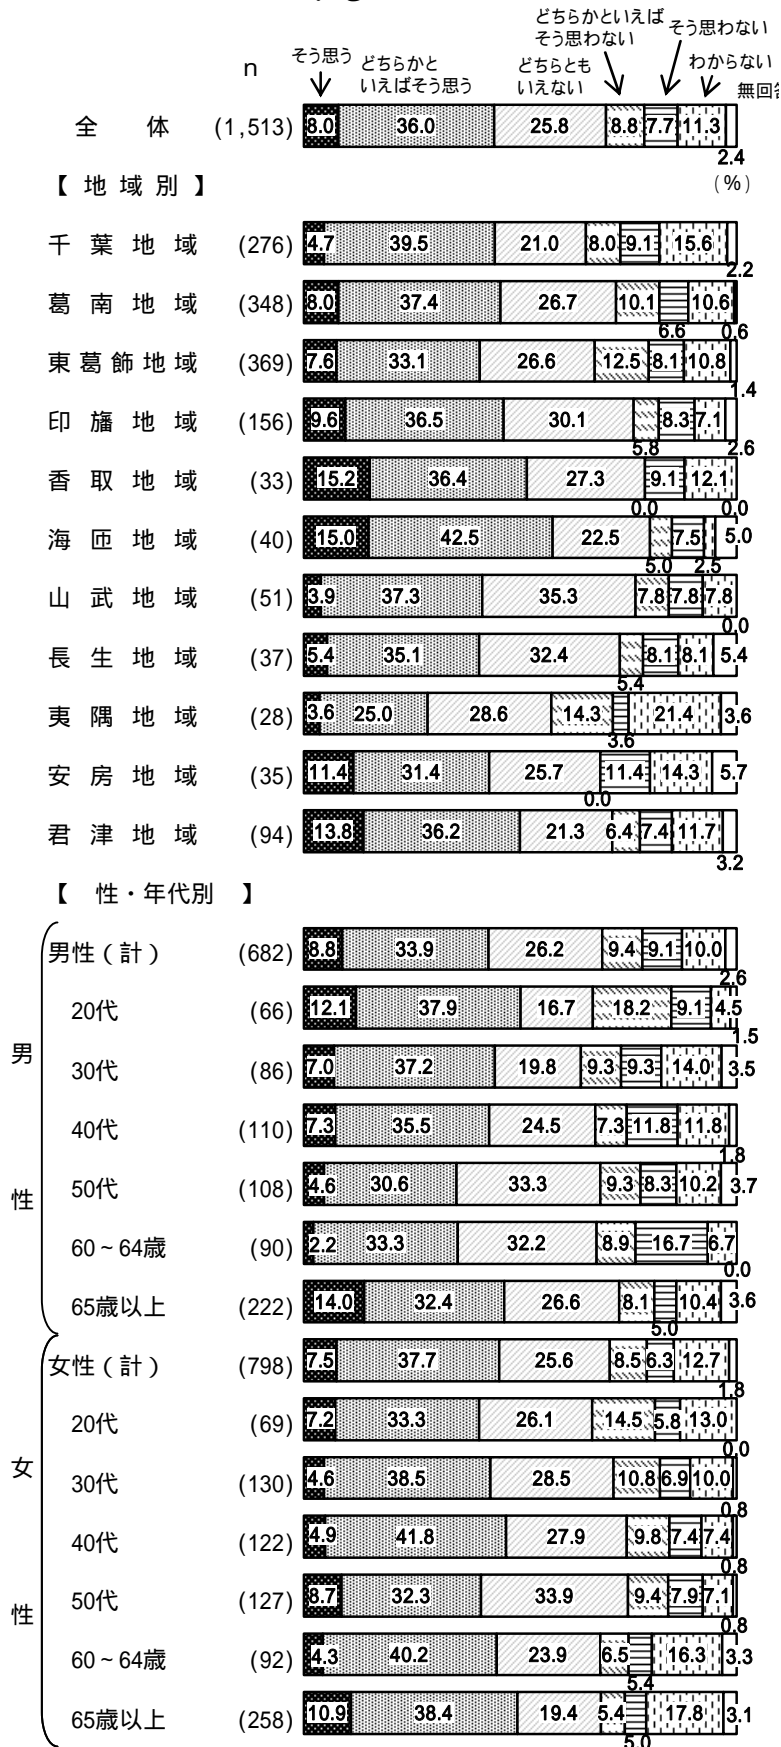 n
そう思う
どちらかと
いえばそう思う
どちらとも
いえない
どちらかといえば
そう思わない
そう思わない
わからない
無回答
全体 (1,513) 8.0 36.0 25.8 8.8 7.7 11.3 2.4
(%)
【地域別】
千葉地域 (276) 4.7 39.5 21.0 8.0 9.1 15.6 2.2
葛南地域 (348) 8.0 37.4 26.7 10.1 6.6 10.6 0.6
東葛飾地域 (369) 7.6 33.1 26.6 12.5 8.1 10.8 1.4
印旛地域 (156) 9.6 36.5 30.1 5.8 8.3 7.1 2.6
香取地域 (33) 15.2 36.4 27.3 0.0 9.1 12.1 0.0
海匝地域 (40) 15.0 42.5 22.5 5.0 7.5 2.5 5.0
山武地域 (51) 3.9 37.3 35.3 7.8 7.8 7.8 0.0
長生地域 (37) 5.4 35.1 32.4 5.4 8.1 8.1 5.4
夷隅地域 (28) 3.6 25.0 28.6 14.3 3.6 21.4 3.6
安房地域 (35) 11.4 31.4 25.7 0.0 11.4 14.3 5.7
君津地域 (94) 13.8 36.2 21.3 6.4 7.4 11.7 3.2
【 性・年代別 】
男性(計) (682) 8.8 33.9 26.2 9.4 9.1 10.0 2.6
男性
20代 (66) 12.1 37.9 16.7 18.2 9.1 4.5 1.5
30代 (86) 7.0 37.2 19.8 9.3 9.3 14.0 3.5
40代 (110) 7.3 35.5 24.5 7.3 11.8 11.8 1.8
50代 (108) 4.6 30.6 33.3 9.3 8.3 10.2 3.7
60~64歳 (90) 2.2 33.3 32.2 8.9 16.7 6.7 0.0
65歳以上 (222) 14.0 32.4 26.6 8.1 5.0 10.4 3.6
女性(計) (798) 7.5 37.7 25.6 8.5 6.3 12.7 1.8
女性
20代 (69) 7.2 33.3 26.1 14.5 5.8 13.0 0.0
30代 (130) 4.6 38.5 28.5 10.8 6.9 10.0 0.8
40代 (122) 4.9 41.8 27.9 9.8 7.4 7.4 0.8
50代 (127) 8.7 32.3 33.9 9.4 7.9 7.1 0.8
60~64歳 (92) 4.3 40.2 23.9 6.5 5.4 16.3 3.3
65歳以上 (258) 10.9 38.4 19.4 5.4 5.0 17.8 3.1